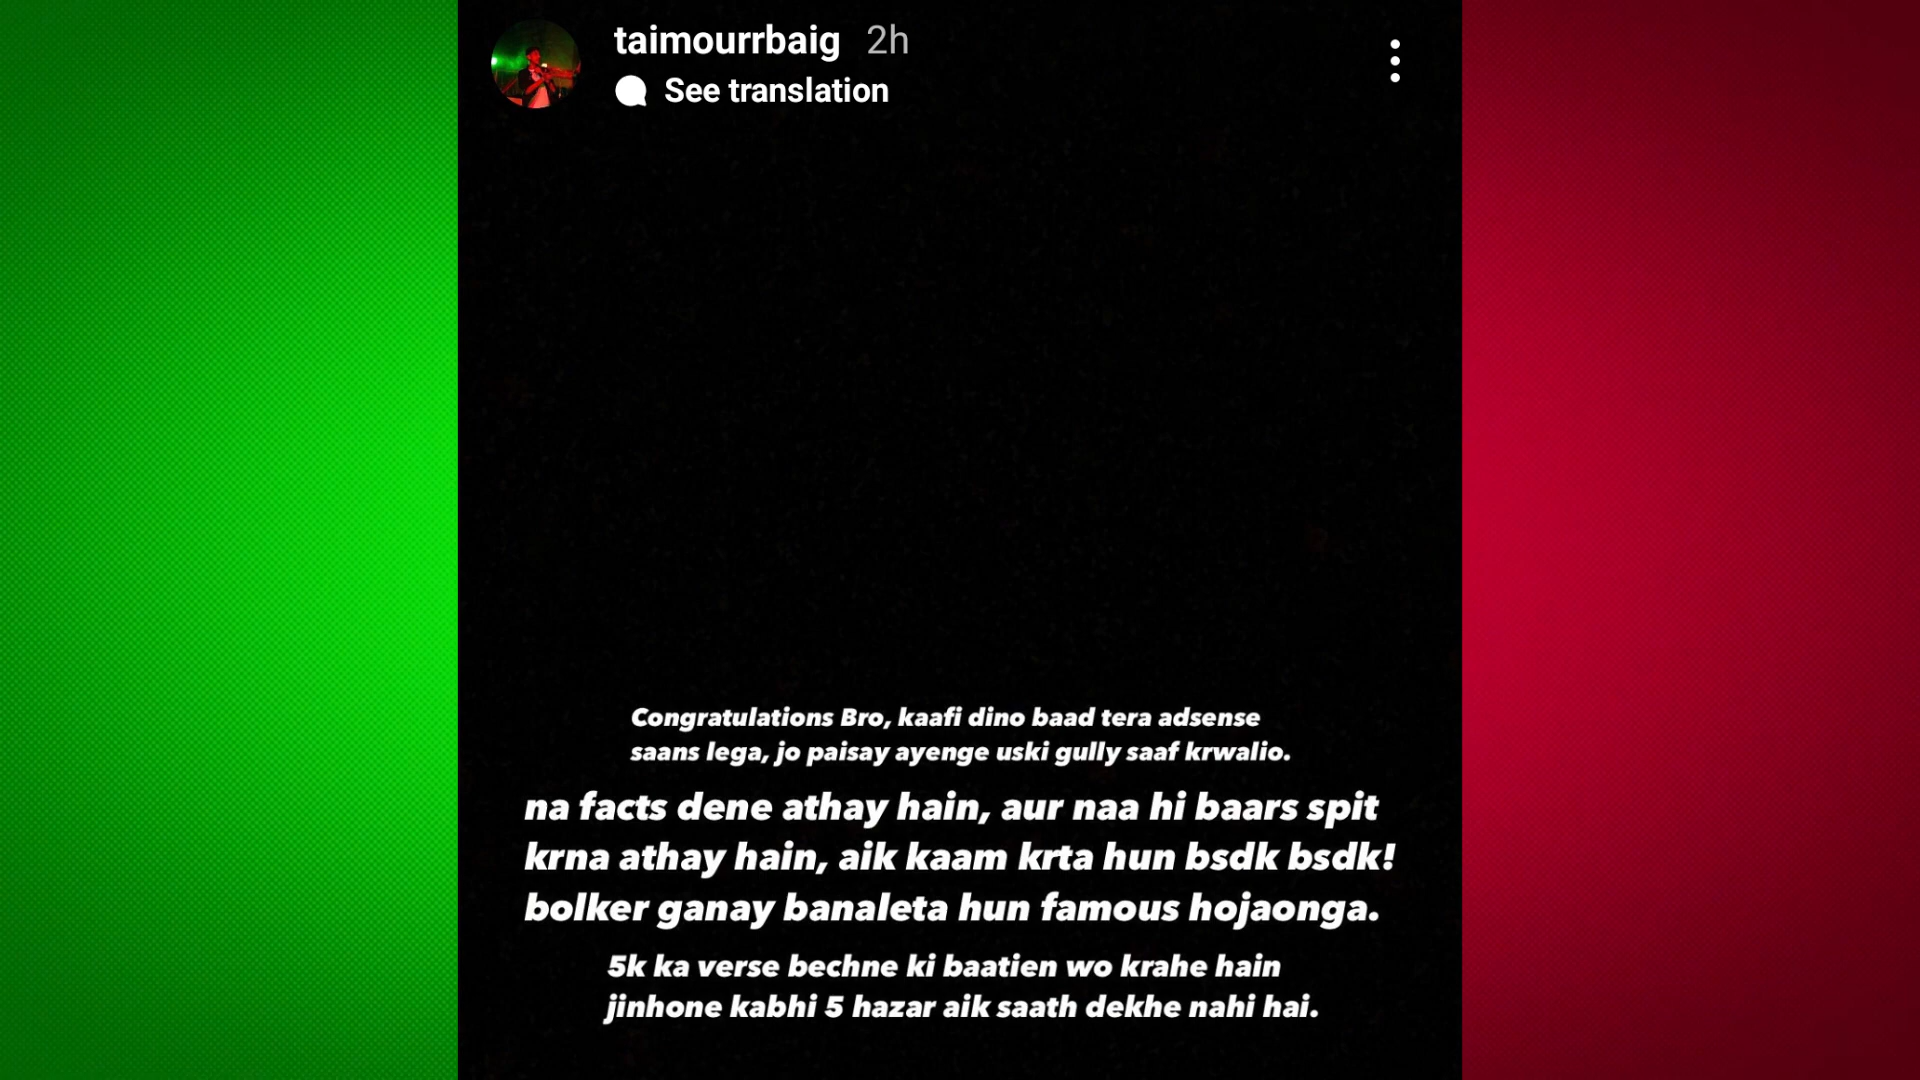 taimourrbaig 2h
See translation
Congratulations Bro, kaafi dino baad tera adsense
saans lega, jo paisay ayenge uski gully saaf krwalio.
na facts dene athay hain, aur naa hi baars spit
krna athay hain, aik kaam krta hun bsdk bsdk!
bolker ganay banaleta hun famous hojaonga.
5k ka verse bechne ki baatien wo krahe hain
jinhone kabhi 5 hazar aik saath dekhe nahi hai.